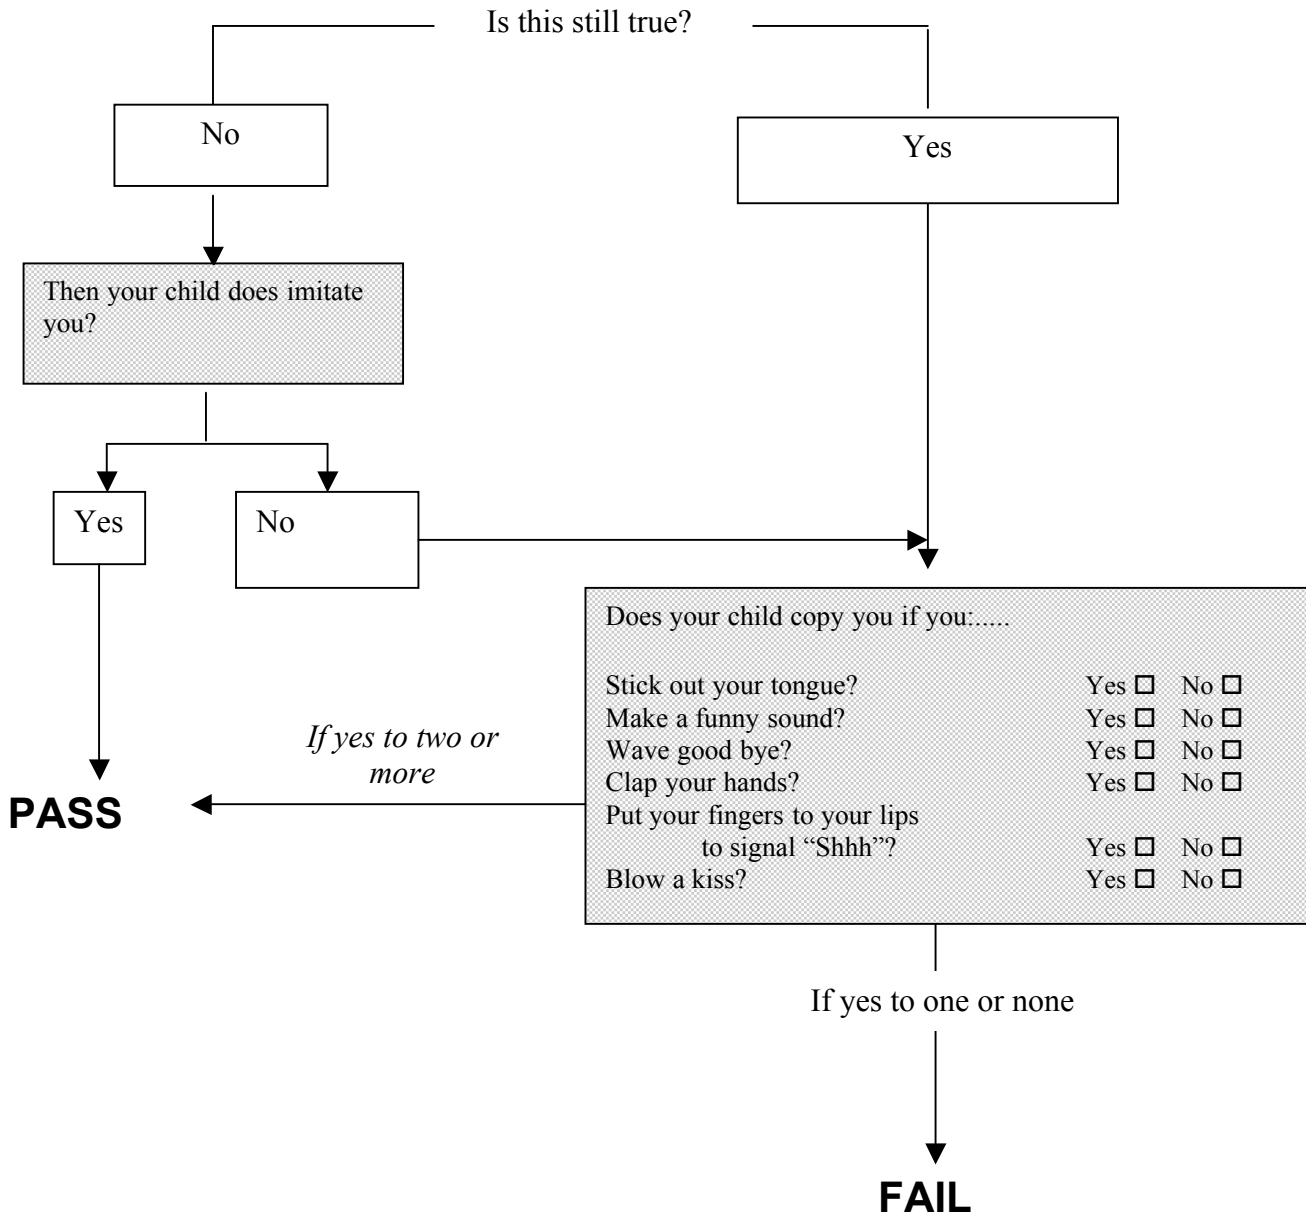 Is this still true?
No
Yes
Then your child does imitate
you?
Yes
No
Does your child copy you if you:.....
Stick out your tongue? Yes ☐ No ☐
Make a funny sound? Yes ☐ No ☐
Wave good bye? Yes ☐ No ☐
Clap your hands? Yes ☐ No ☐
Put your fingers to your lips
to signal “Shhh”? Yes ☐ No ☐
Blow a kiss? Yes ☐ No ☐
If yes to two or
more
PASS
If yes to one or none
FAIL